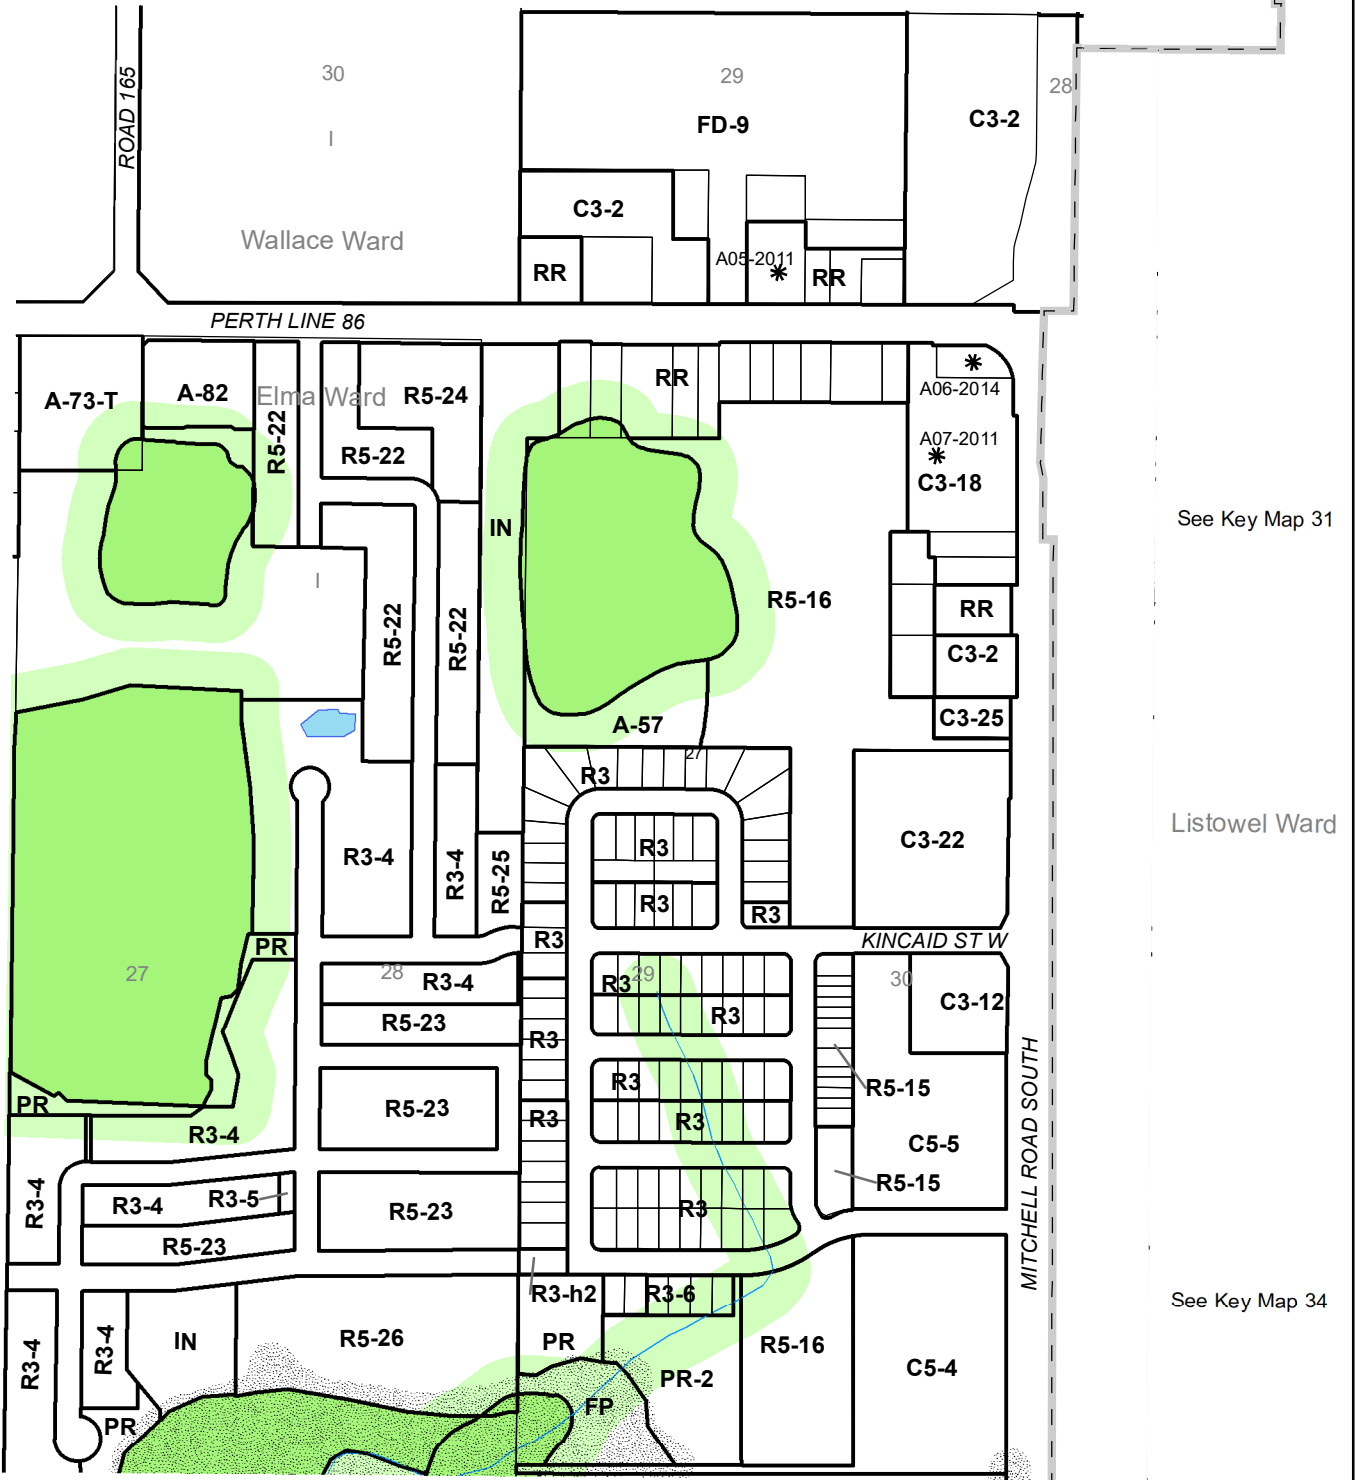 30
29
28
ROAD 165
I
FD-9
C3-2
C3-2
Wallace Ward
A05-2011
RR
RR
PERTH LINE 86
A-73-T
A-82
Elma Ward
R5-24
RR
A06-2014
R5-22
R5-22
A07-2011
C3-18
IN
See Key Map 31
I
R5-16
RR
R5-22
R5-22
C3-2
C3-25
A-57
27
R3
Listowel Ward
C3-22
R3
R3-4
R3-4
R5-25
R3
R3
R3
KINCAID ST W
PR
27
28
R3-4
R3
29
30
C3-12
R5-23
R3
R3
MITCHELL ROAD SOUTH
R3
R5-15
PR
R5-23
R3
R3
R3-4
C5-5
R5-15
R3-4
R3-4
R3-5
R5-23
R3
R5-23
R3-h2
R3-6
See Key Map 34
R3-4
R3-4
IN
R5-26
PR
R5-16
C5-4
PR-2
FP
PR